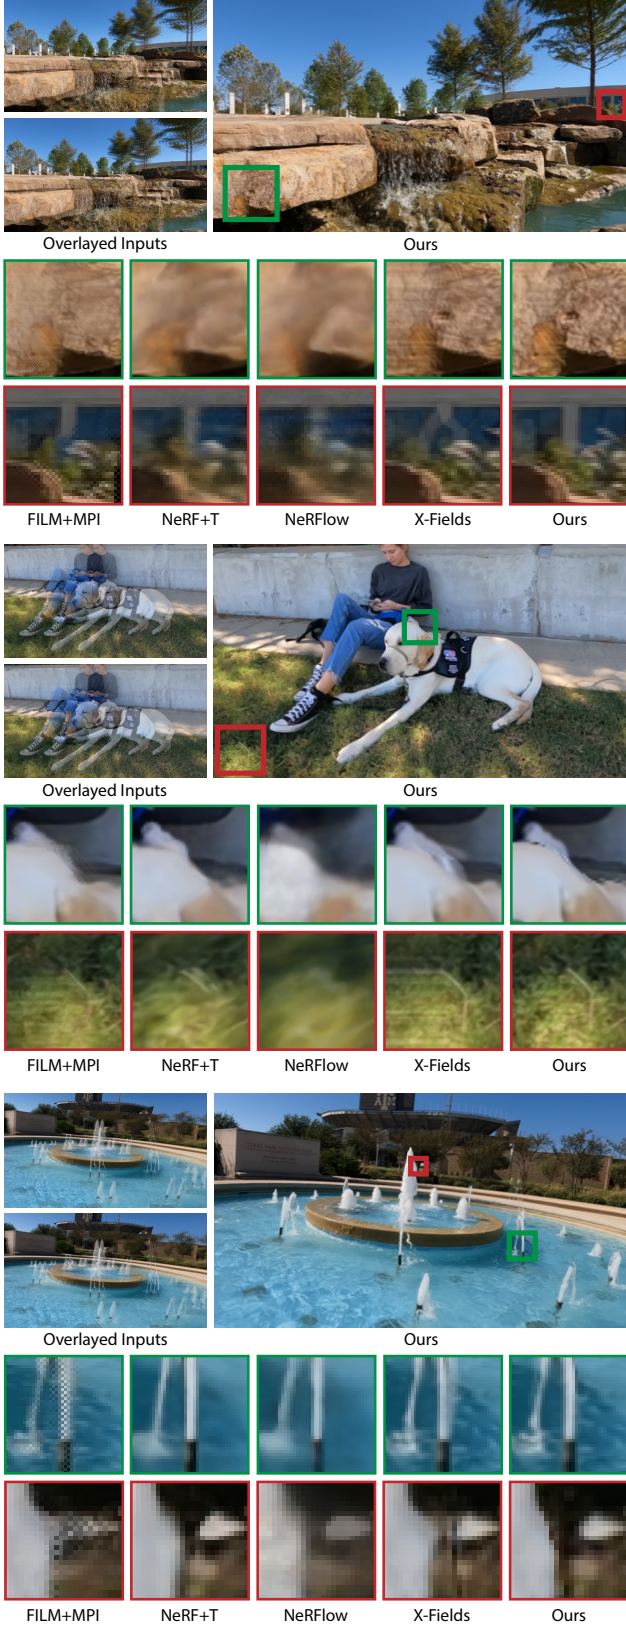 Overlayed Inputs
Ours
FILM+MPI
NeRF+T
NeRFlow
X-Fields
Ours
Overlayed Inputs
Ours
FILM+MPI
NeRF+T
NeRFlow
X-Fields
Ours
Overlayed Inputs
Ours
FILM+MPI
NeRF+T
NeRFlow
X-Fields
Ours